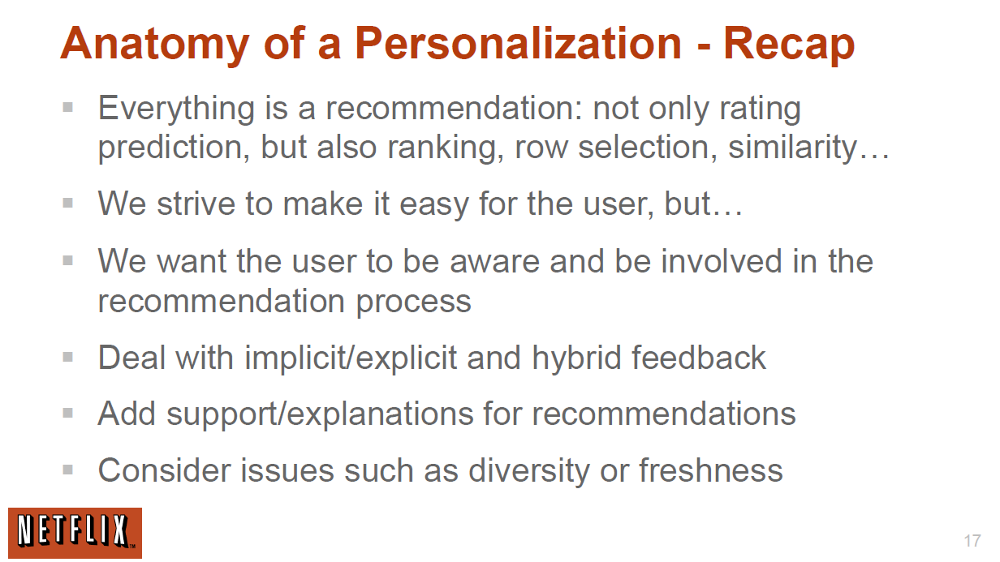 Anatomy of a Personalization - Recap
▪ Everything is a recommendation: not only rating
prediction, but also ranking, row selection, similarity…
▪ We strive to make it easy for the user, but…
▪ We want the user to be aware and be involved in the
recommendation process
▪ Deal with implicit/explicit and hybrid feedback
▪ Add support/explanations for recommendations
▪ Consider issues such as diversity or freshness
NETFLIX™
17